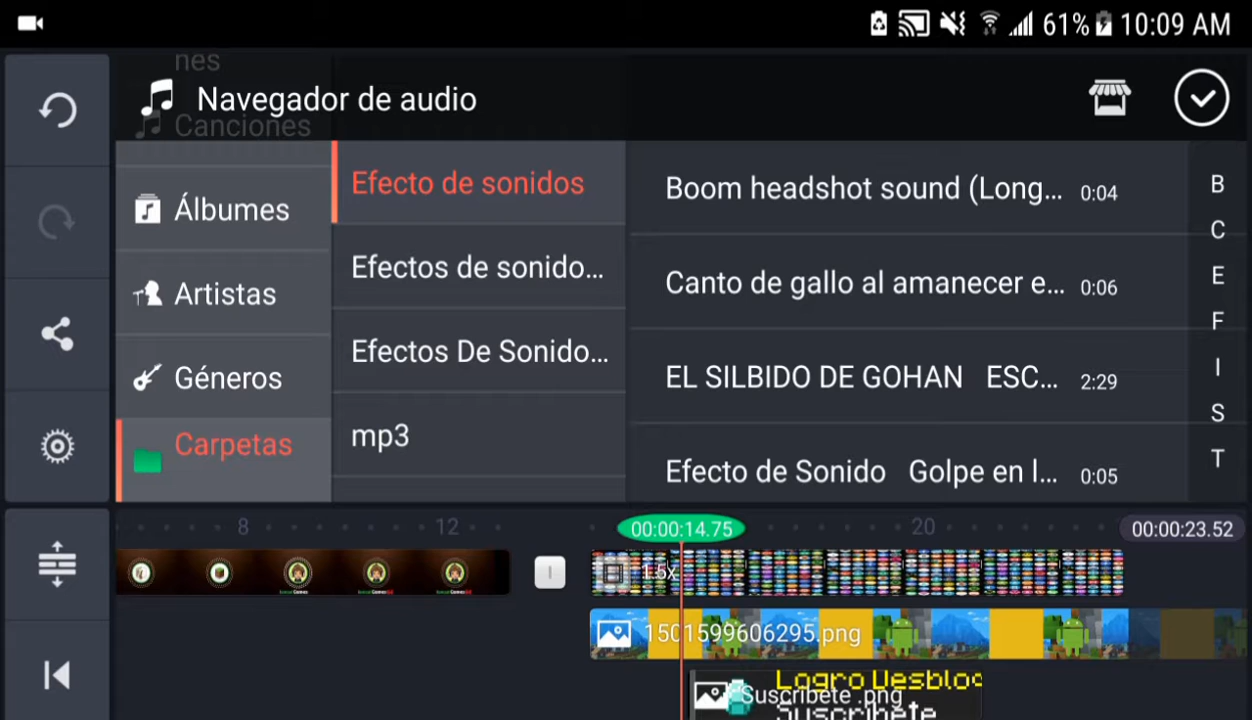 61% 10:09 AM
nes
Navegador de audio
Canciones
Álbumes
Artistas
Géneros
Carpetas
Efecto de sonidos
Efectos de sonido...
Efectos De Sonido...
mp3
Boom headshot sound (Long... 0:04
Canto de gallo al amanecer e... 0:06
EL SILBIDO DE GOHAN ESC... 2:29
Efecto de Sonido Golpe en l... 0:05
B
C
E
F
I
S
T
8 12 00:00:14.75 20 00:00:23.52
1.5x
1501599606295.png
Logro Desbloc
Suscribete .png
Suscribete